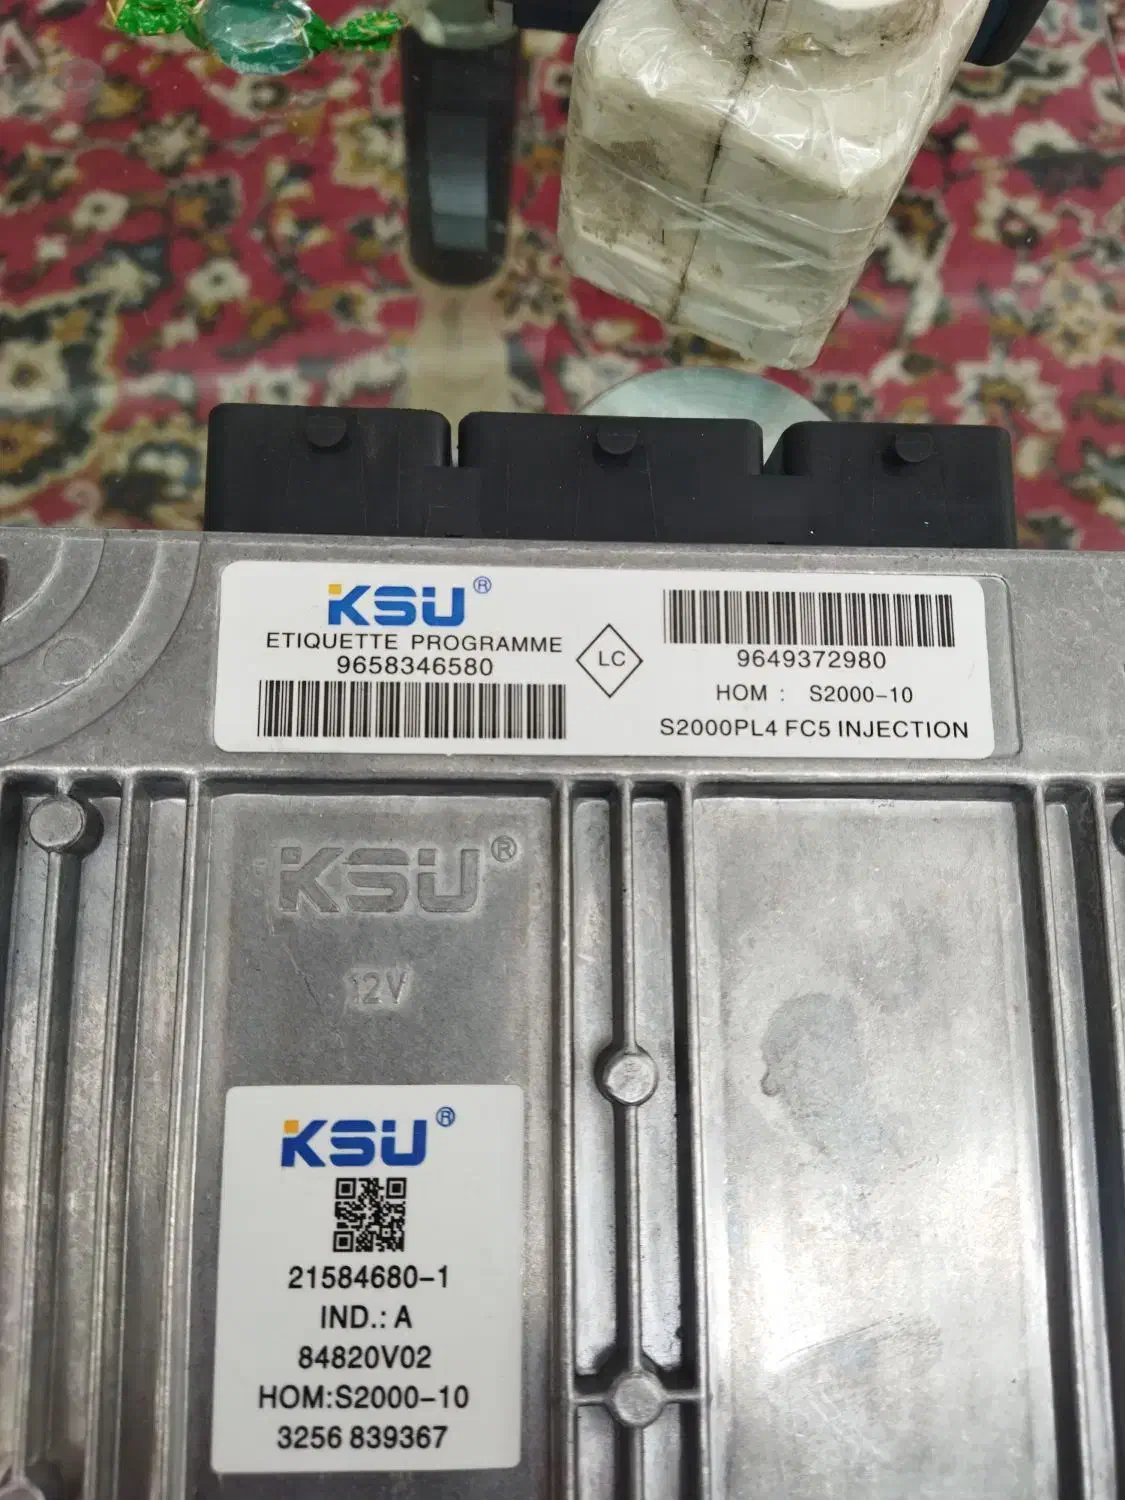 KSU®
ETIQUETTE PROGRAMME
9658346580
LC
9649372980
HOM : S2000-10
S2000PL4 FC5 INJECTION
KSU®
12V
KSU®
21584680-1
IND.: A
84820V02
HOM:S2000-10
3256 839367